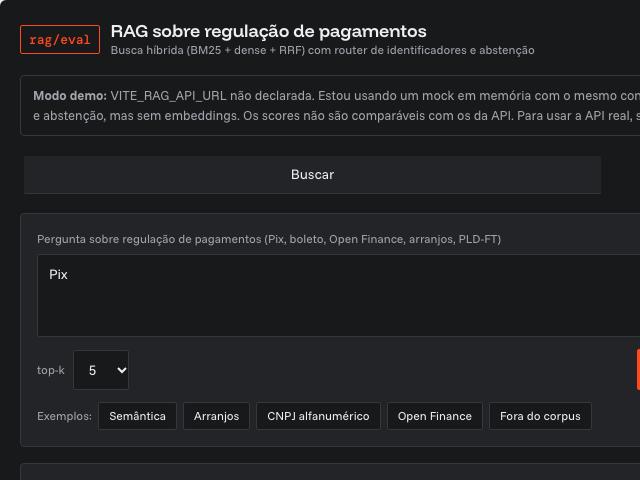 rag/eval
RAG sobre regulação de pagamentos
Busca híbrida (BM25 + dense + RRF) com router de identificadores e abstenção
Modo demo: VITE_RAG_API_URL não declarada. Estou usando um mock em memória com o mesmo con
e abstenção, mas sem embeddings. Os scores não são comparáveis com os da API. Para usar a API real, s
Buscar
Pergunta sobre regulação de pagamentos (Pix, boleto, Open Finance, arranjos, PLD-FT)
Pix
top-k 5
Exemplos: Semântica Arranjos CNPJ alfanumérico Open Finance Fora do corpus